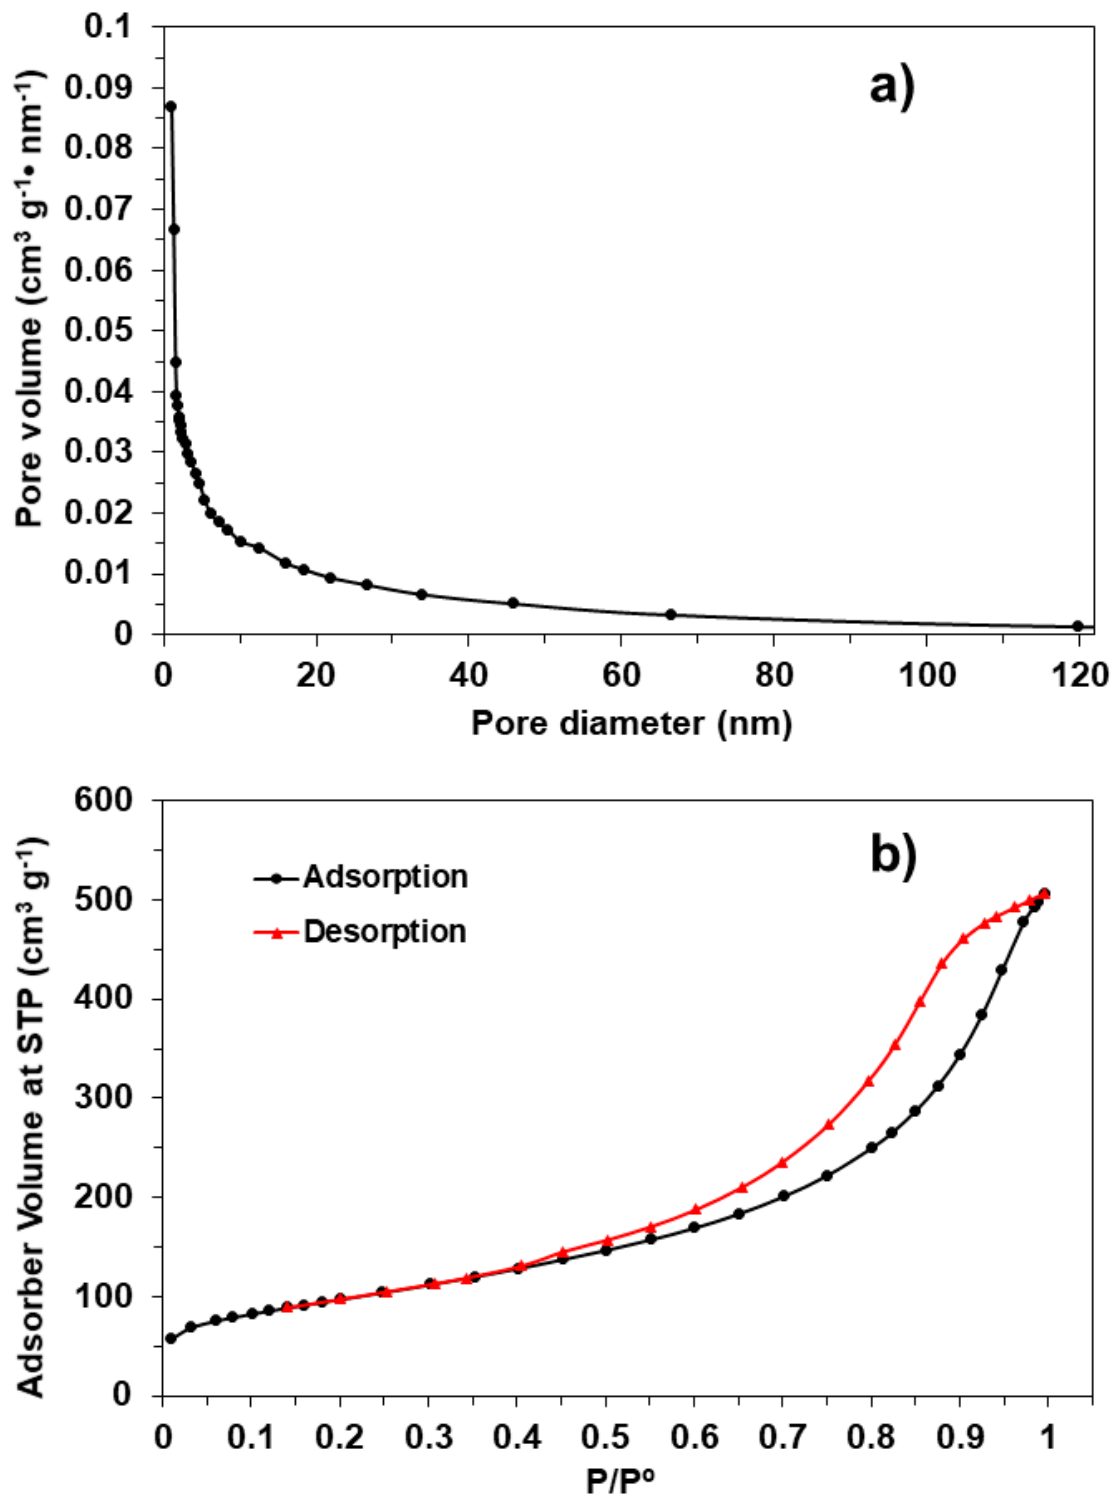 a)
Pore volume (cm³ g⁻¹• nm⁻¹)
0.1
0.09
0.08
0.07
0.06
0.05
0.04
0.03
0.02
0.01
0
0 20 40 60 80 100 120
Pore diameter (nm)
b)
Adsorption
Desorption
Adsorber Volume at STP (cm³ g⁻¹)
600
500
400
300
200
100
0
0 0.1 0.2 0.3 0.4 0.5 0.6 0.7 0.8 0.9 1
P/Pº